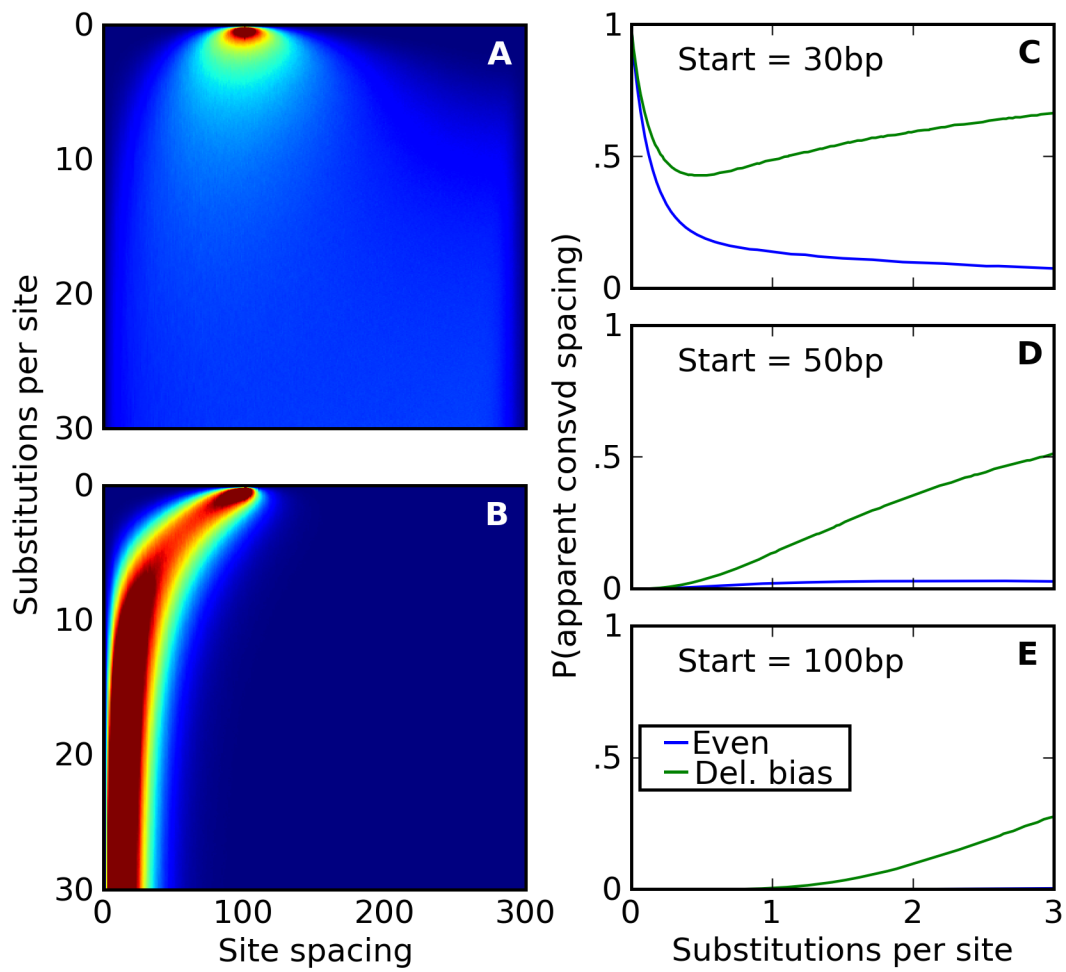 A
0
10
20
30
Substitutions per site
B
0
10
20
30
0
100
200
300
Site spacing
P(apparent consvd spacing)
Start = 30bp
C
1
.5
0
Start = 50bp
D
1
.5
0
Start = 100bp
E
1
.5
0
Even
Del. bias
0
1
2
3
Substitutions per site